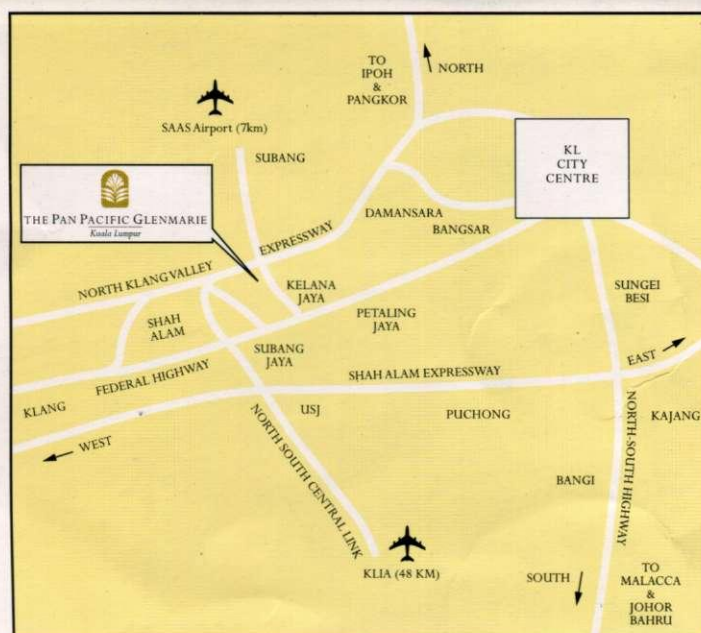 TO
IPOH
&
PANGKOR
NORTH
SAAS Airport (7km)
SUBANG
KL
CITY
CENTRE
THE PAN PACIFIC GLENMARIE
Kuala Lumpur
DAMANSARA
BANGSAR
NORTH KLANG VALLEY EXPRESSWAY
KELANA
JAYA
SUNGEI
BESI
SHAH
ALAM
PETALING
JAYA
SUBANG
JAYA
EAST
FEDERAL HIGHWAY
SHAH ALAM EXPRESSWAY
KLANG
USJ
PUCHONG
KAJANG
WEST
NORTH SOUTH CENTRAL LINK
NORTH-SOUTH HIGHWAY
BANGI
KLIA (48 KM)
SOUTH
TO
MALACCA
&
JOHOR
BAHRU